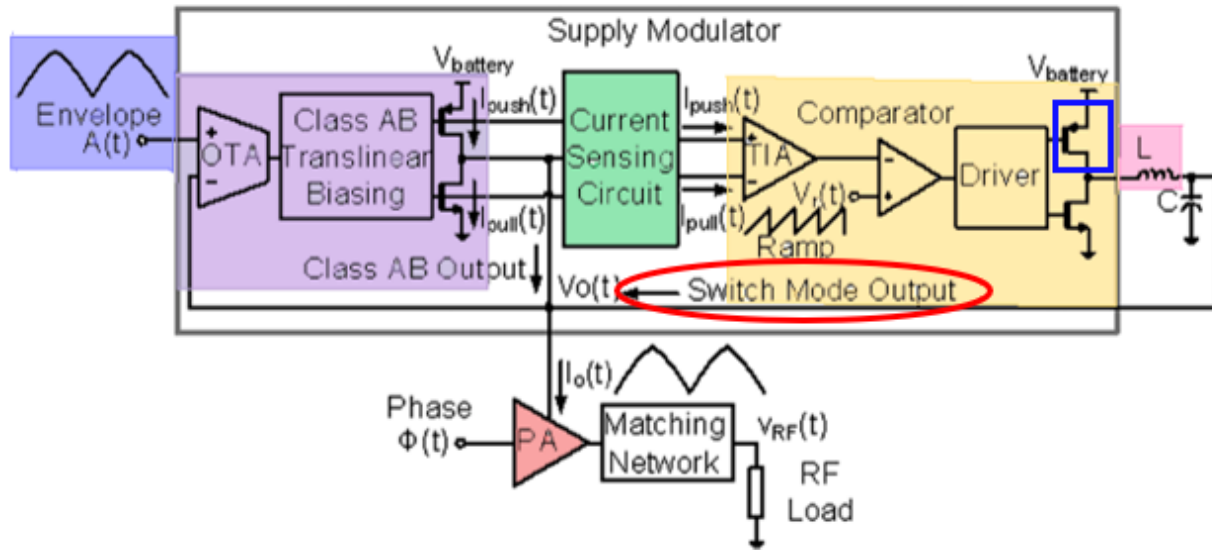 Supply Modulator
Envelope
A(t)
+
OTA
-
Class AB
Translinear
Biasing
Vbattery
Ipush(t)
Ipull(t)
Class AB Output
Current
Sensing
Circuit
Ipush(t)
Ipull(t)
+
TIA
-
Comparator
-
+
Vr(t)
Ramp
Driver
Vbattery
L
C
Vo(t)
Switch Mode Output
Io(t)
Phase
Φ(t)
PA
Matching
Network
vRF(t)
RF
Load